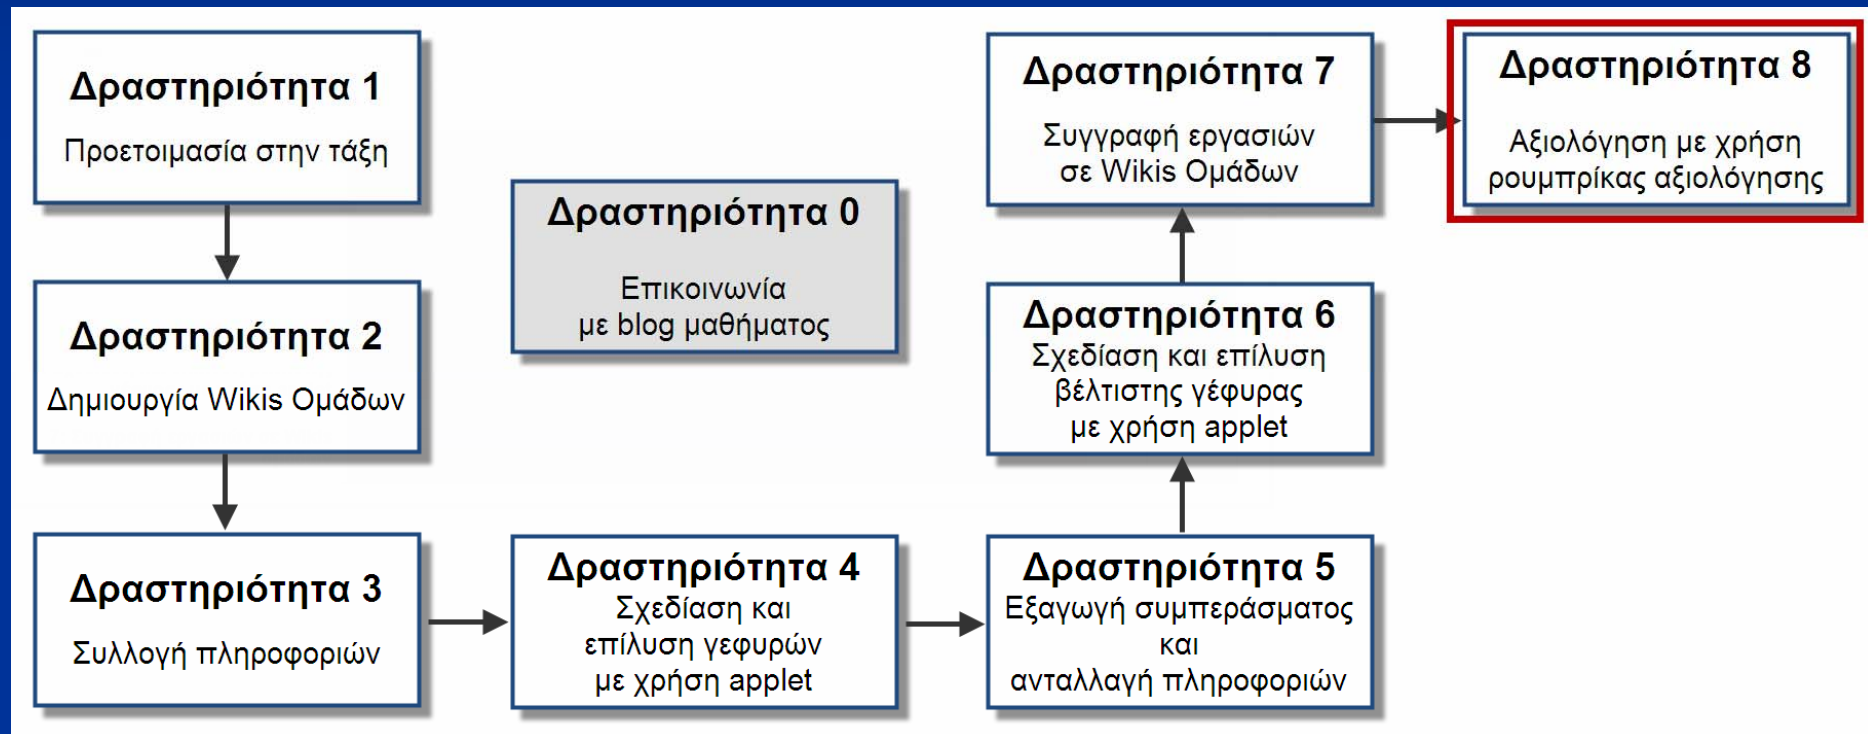 Δραστηριότητα 1
Προετοιμασία στην τάξη
Δραστηριότητα 2
Δημιουργία Wikis Ομάδων
Δραστηριότητα 3
Συλλογή πληροφοριών
Δραστηριότητα 0
Επικοινωνία
με blog μαθήματος
Δραστηριότητα 4
Σχεδίαση και
επίλυση γεφυρών
με χρήση applet
Δραστηριότητα 5
Εξαγωγή συμπεράσματος
και
ανταλλαγή πληροφοριών
Δραστηριότητα 6
Σχεδίαση και επίλυση
βέλτιστης γέφυρας
με χρήση applet
Δραστηριότητα 7
Συγγραφή εργασιών
σε Wikis Ομάδων
Δραστηριότητα 8
Αξιολόγηση με χρήση
ρουμπρίκας αξιολόγησης